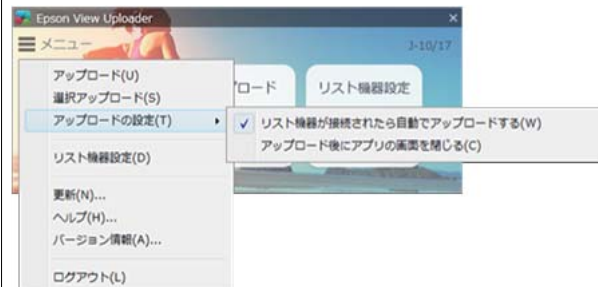 Epson View Uploader
メニュー
J-10/17
アップロード(U)
選択アップロード(S)
アップロードの設定(T)
リスト機器設定(D)
更新(N)...
ヘルプ(H)...
バージョン情報(A)...
ログアウト(L)
プロード
リスト機器設定
リスト機器が接続されたら自動でアップロードする(W)
アップロード後にアプリの画面を閉じる(C)